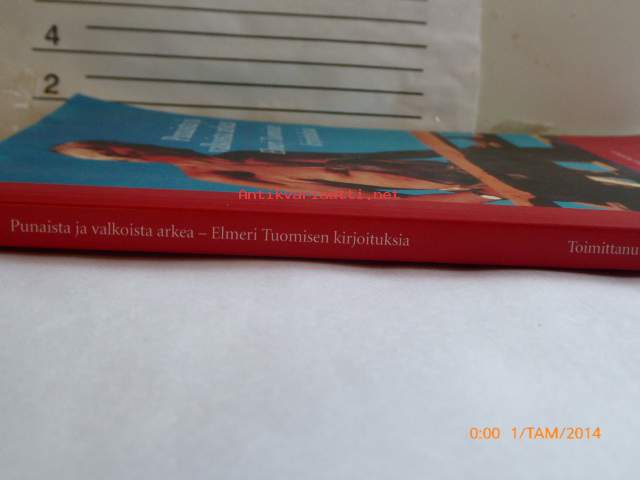 4
2
Antikvariaatti.net
Punaista ja valkoista arkea – Elmeri Tuomisen kirjoituksia
Toimittanu
0:00 1/TAM/2014